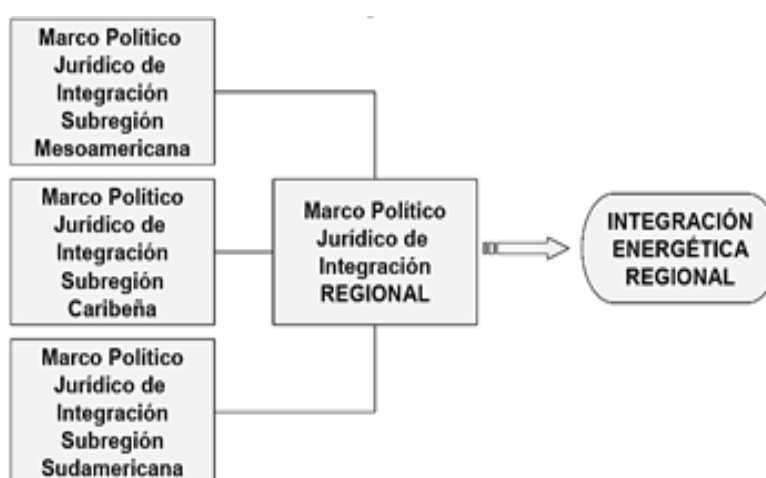 Marco Político
Jurídico de
Integración
Subregión
Mesoamericana
Marco Político
Jurídico de
Integración
Subregión
Caribeña
Marco Político
Jurídico de
Integración
Subregión
Sudamericana
Marco Político
Jurídico de
Integración
REGIONAL
INTEGRACIÓN
ENERGÉTICA
REGIONAL